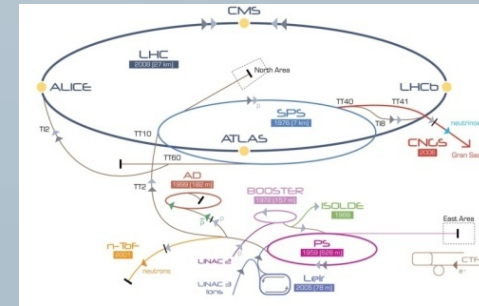 CMS
LHC
2008 (27 km)
North Area
ALICE
LHCb
TT40
TT41
SPS
1976 (7 km)
TI8
TI2
TT10
ATLAS
neutrinos
CNGS
2006
Gran Sas
TT60
AD
1999 (182 m)
TT2
BOOSTER
1972 (157 m)
ISOLDE
1989
East Area
p
n-ToF
2001
PS
1959 (628 m)
neutrons
LINAC 2
CTF
e-
LINAC 3
Ions
Leir
2005 (78 m)